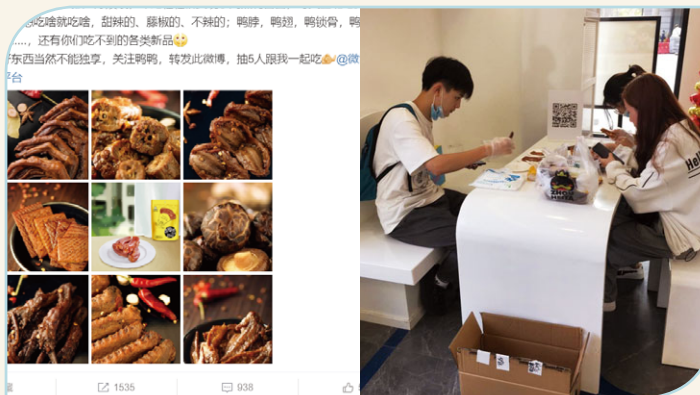 吃啥就吃啥，甜辣的、藤椒的、不辣的；鸭脖，鸭翅，鸭锁骨，鸭
....., 还有你们吃不到的各类新品
东西当然不能独享，关注鸭鸭，转发此微博，抽5人跟我一起吃@微
平台
1535
938
ZHOU
HEIYA
Hell